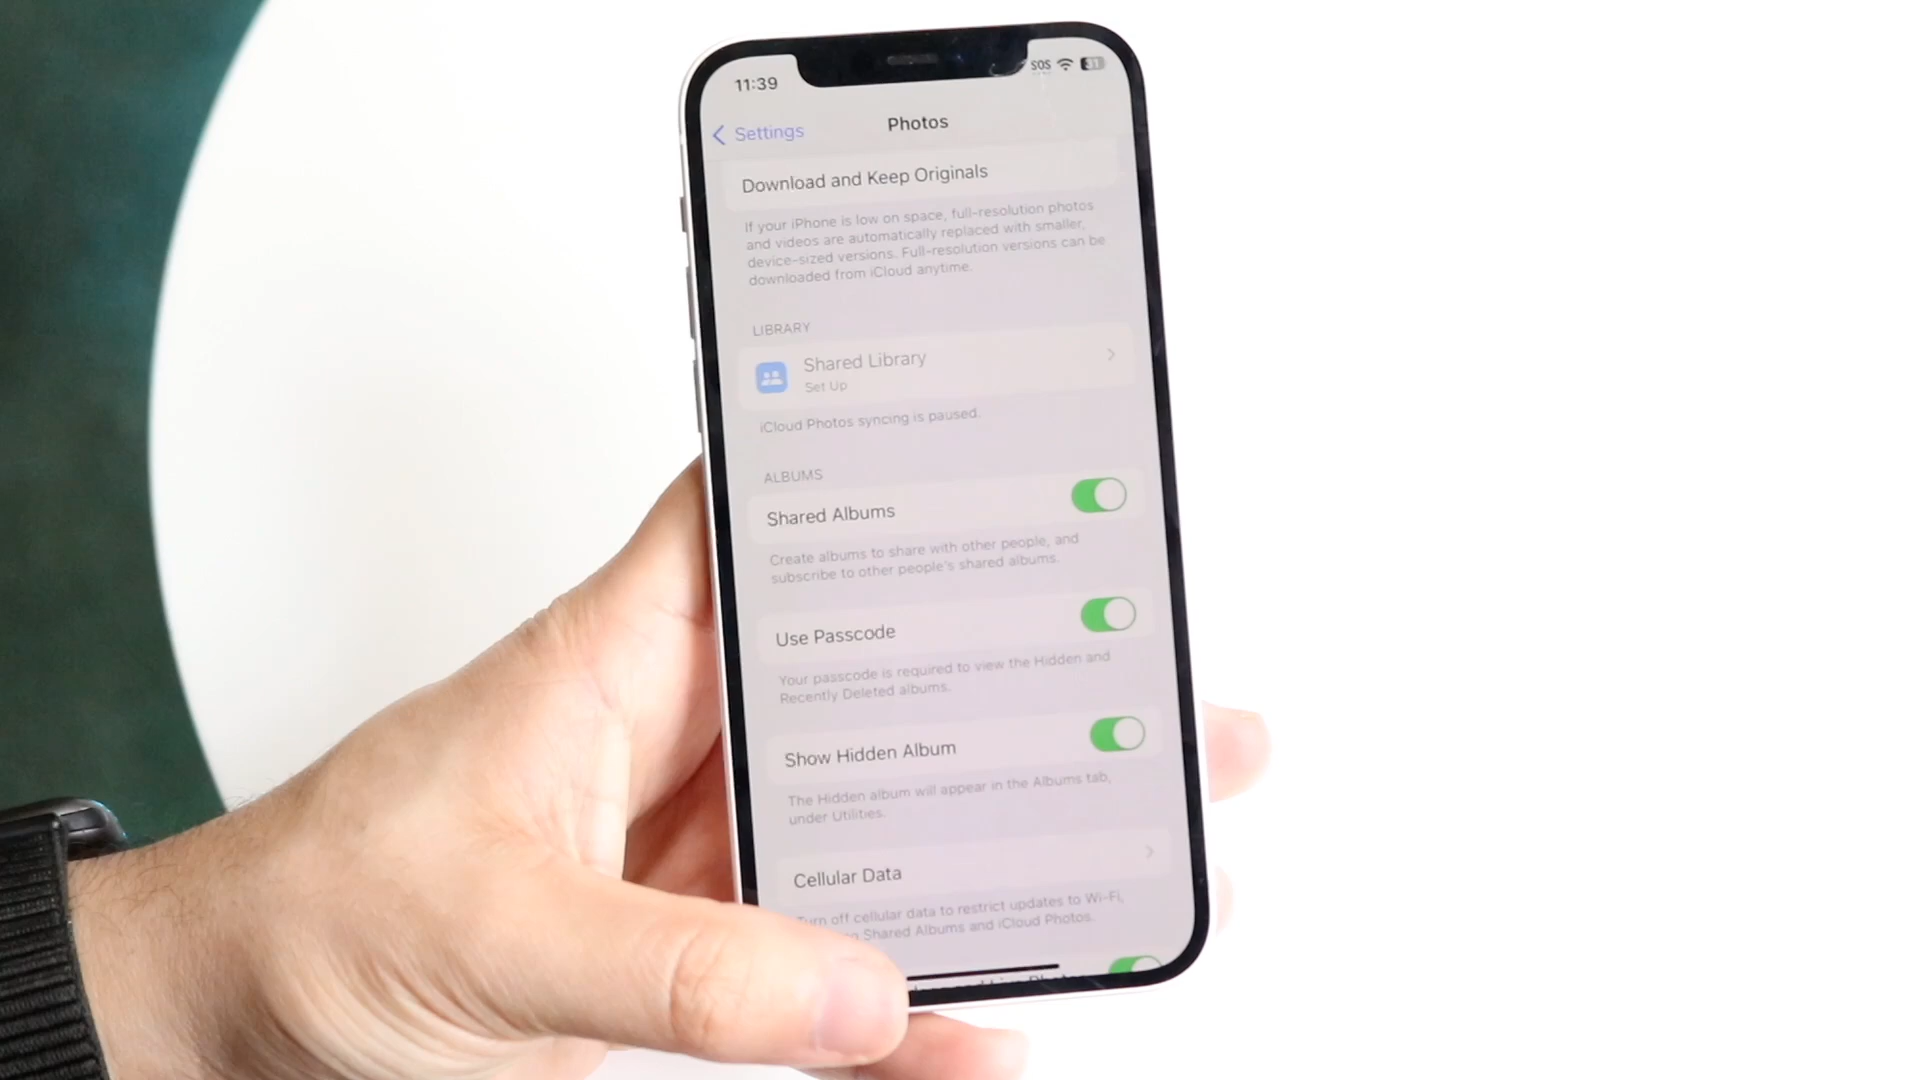 11:39
SOS
31
Settings
Photos
Download and Keep Originals
If your iPhone is low on space, full-resolution photos
and videos are automatically replaced with smaller,
device-sized versions. Full-resolution versions can be
downloaded from iCloud anytime.
LIBRARY
Shared Library
Set Up
iCloud Photos syncing is paused.
ALBUMS
Shared Albums
Create albums to share with other people, and
subscribe to other people's shared albums.
Use Passcode
Your passcode is required to view the Hidden and
Recently Deleted albums.
Show Hidden Album
The Hidden album will appear in the Albums tab,
under Utilities.
Cellular Data
Turn off cellular data to restrict updates to Wi-Fi,
Shared Albums and iCloud Photos.